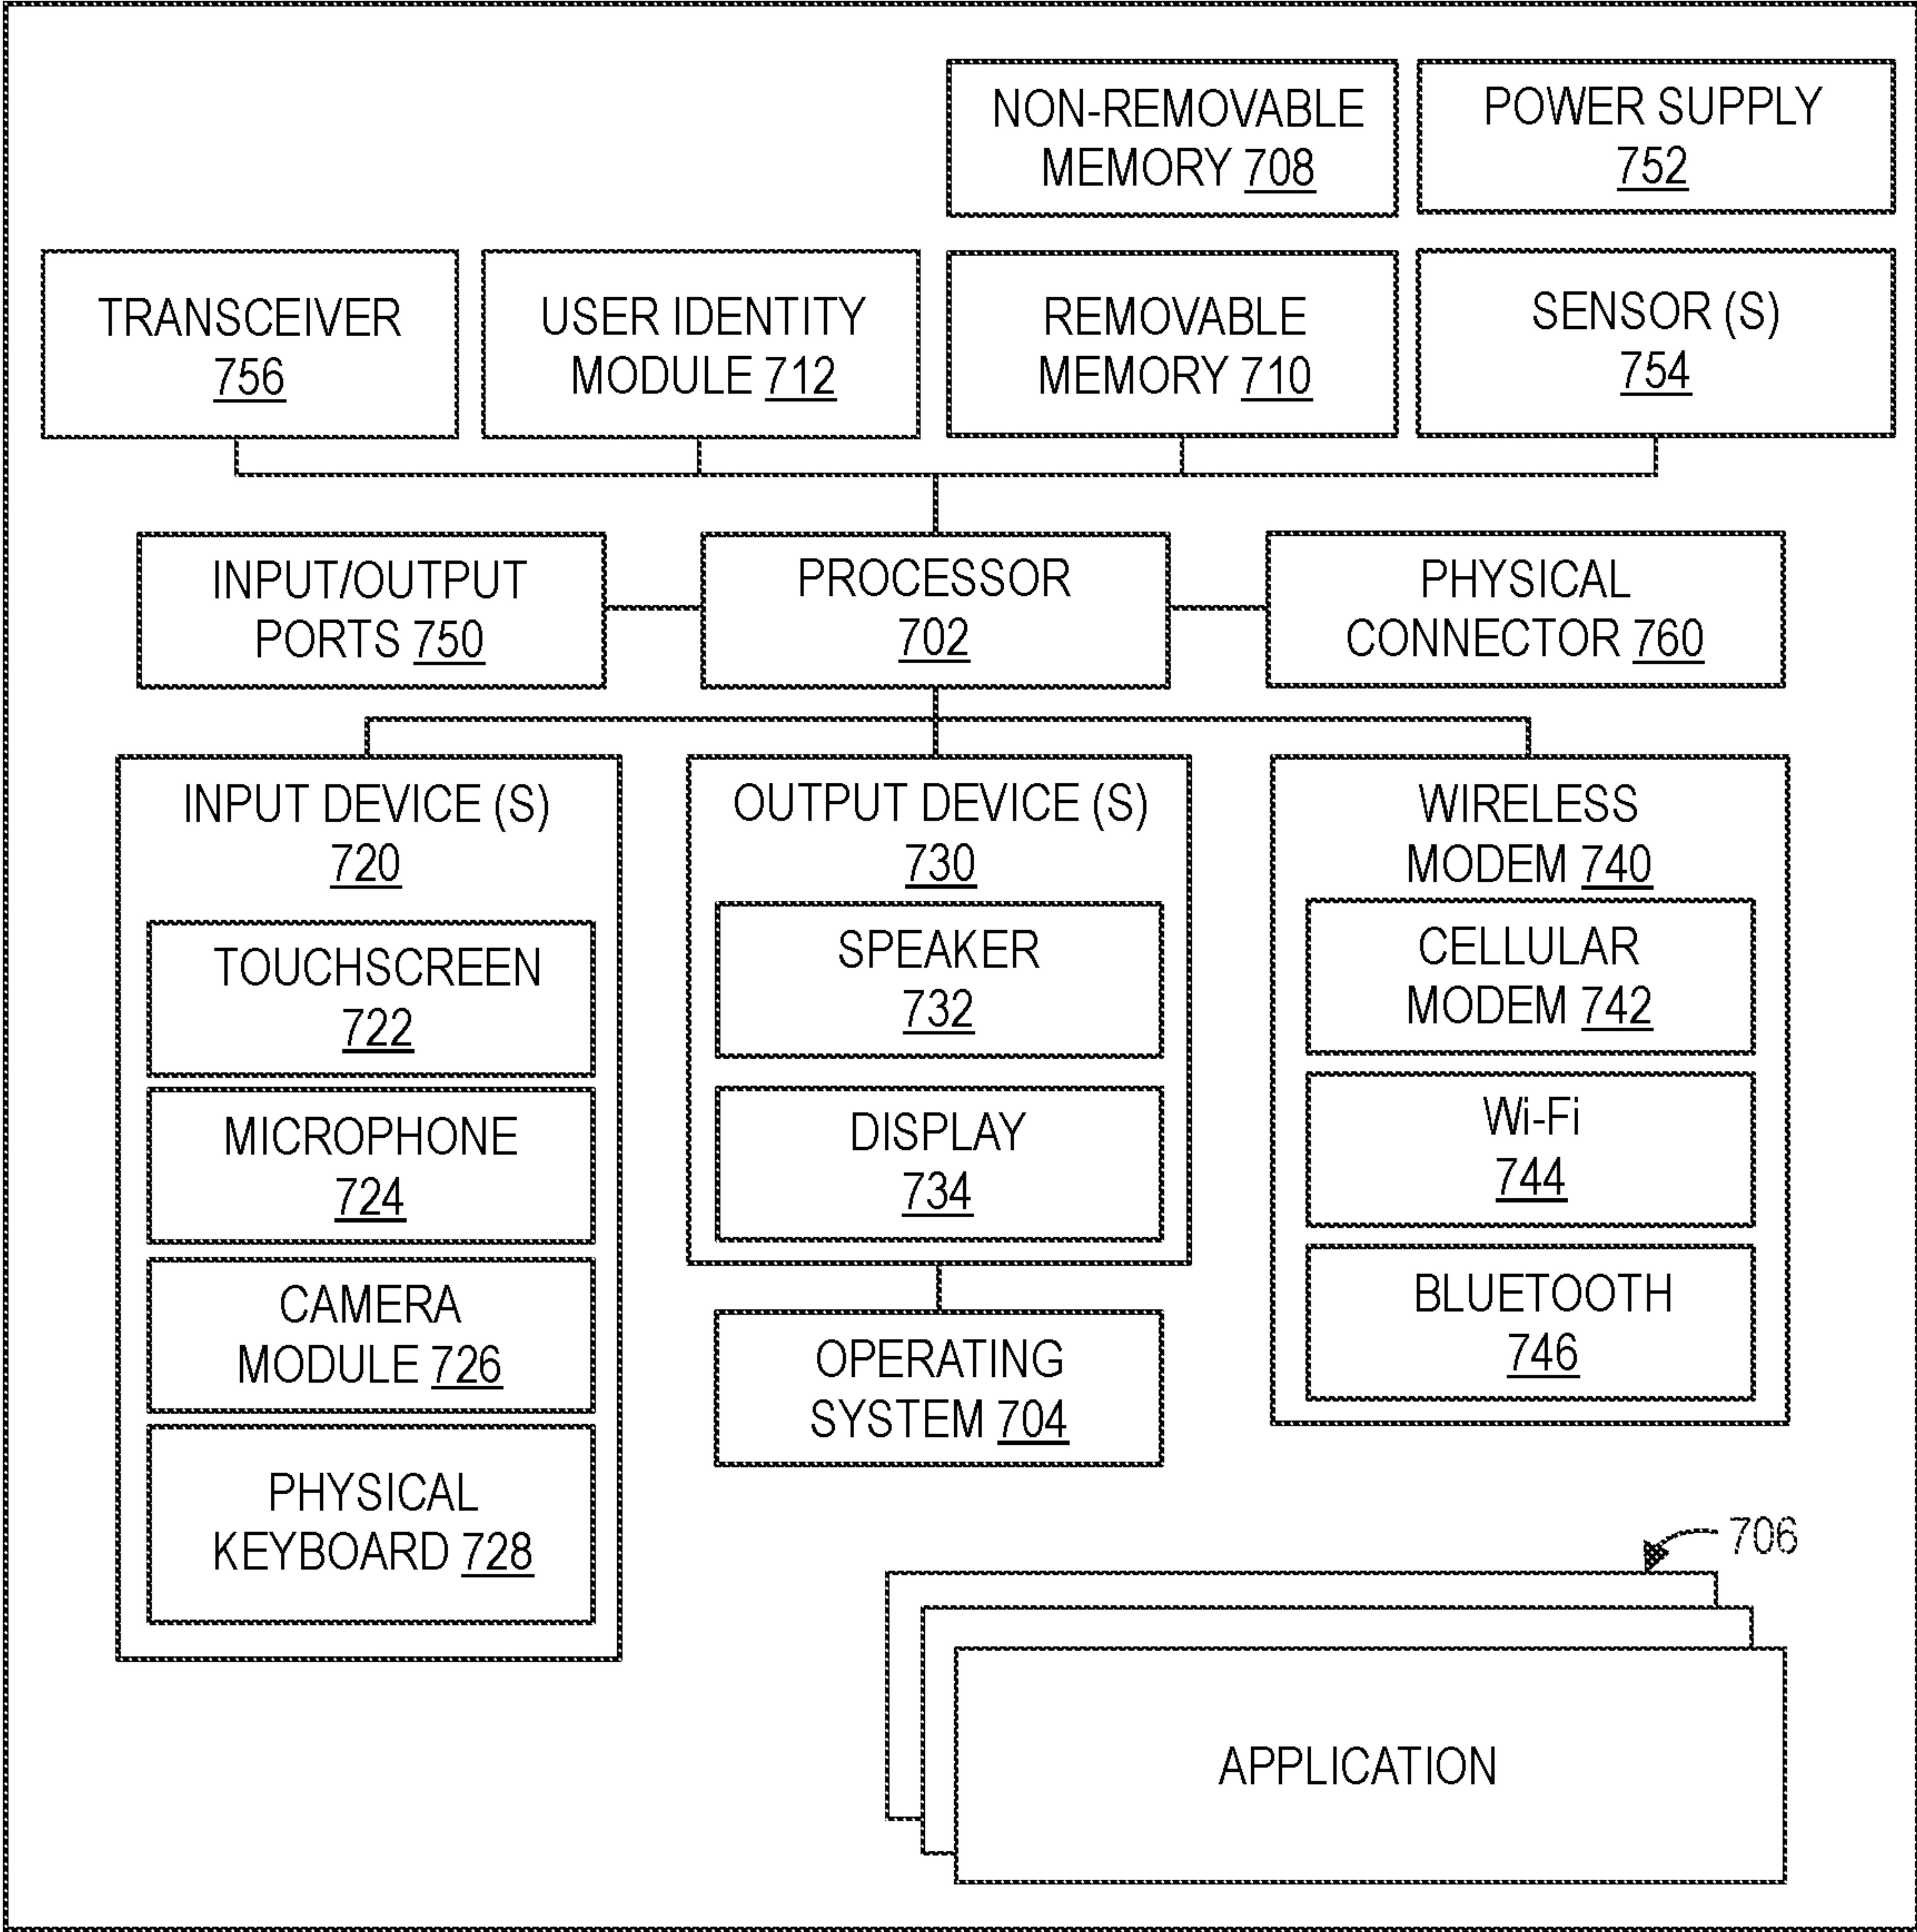 NON-REMOVABLE
MEMORY 708
POWER SUPPLY
752
TRANSCEIVER
756
USER IDENTITY
MODULE 712
REMOVABLE
MEMORY 710
SENSOR (S)
754
INPUT/OUTPUT
PORTS 750
PROCESSOR
702
PHYSICAL
CONNECTOR 760
INPUT DEVICE (S)
720
TOUCHSCREEN
722
MICROPHONE
724
CAMERA
MODULE 726
PHYSICAL
KEYBOARD 728
OUTPUT DEVICE (S)
730
SPEAKER
732
DISPLAY
734
OPERATING
SYSTEM 704
WIRELESS
MODEM 740
CELLULAR
MODEM 742
Wi-Fi
744
BLUETOOTH
746
706
APPLICATION